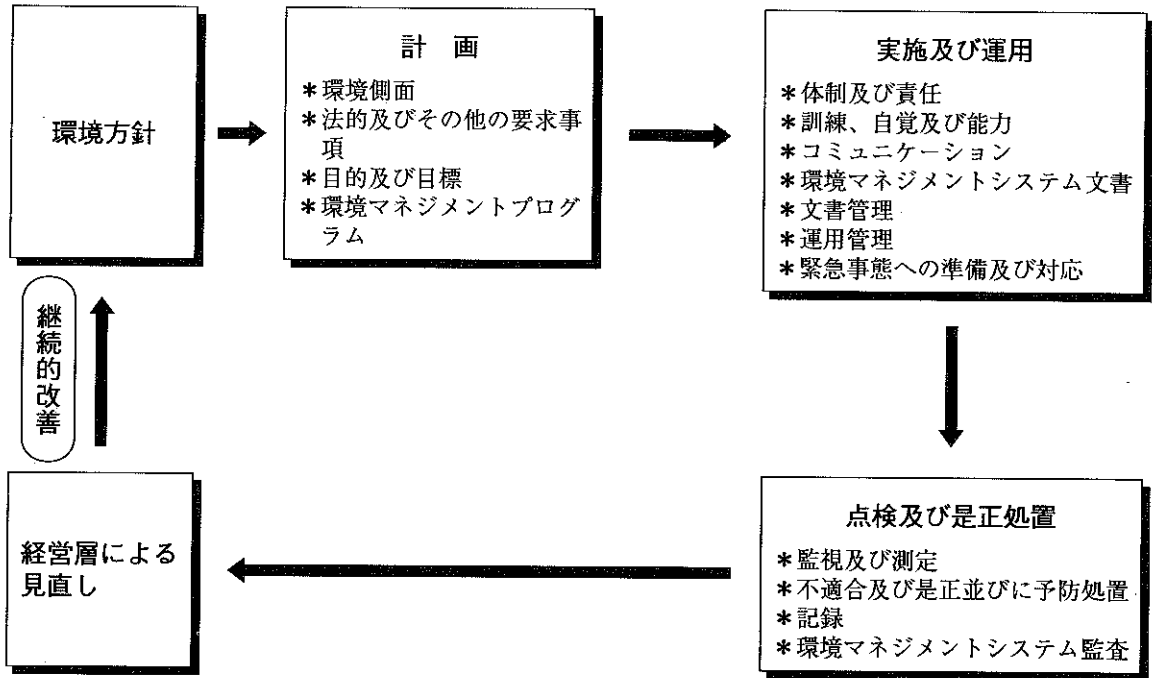 環境方針
計 画
*環境側面
*法的及びその他の要求事
項
*目的及び目標
*環境マネジメントプログ
ラム
実施及び運用
*体制及び責任
*訓練、自覚及び能力
*コミュニケーション
*環境マネジメントシステム文書
*文書管理
*運用管理
*緊急事態への準備及び対応
点検及び是正処置
*監視及び測定
*不適合及び是正並びに予防処置
*記録
*環境マネジメントシステム監査
経営層による
見直し
継続的改善